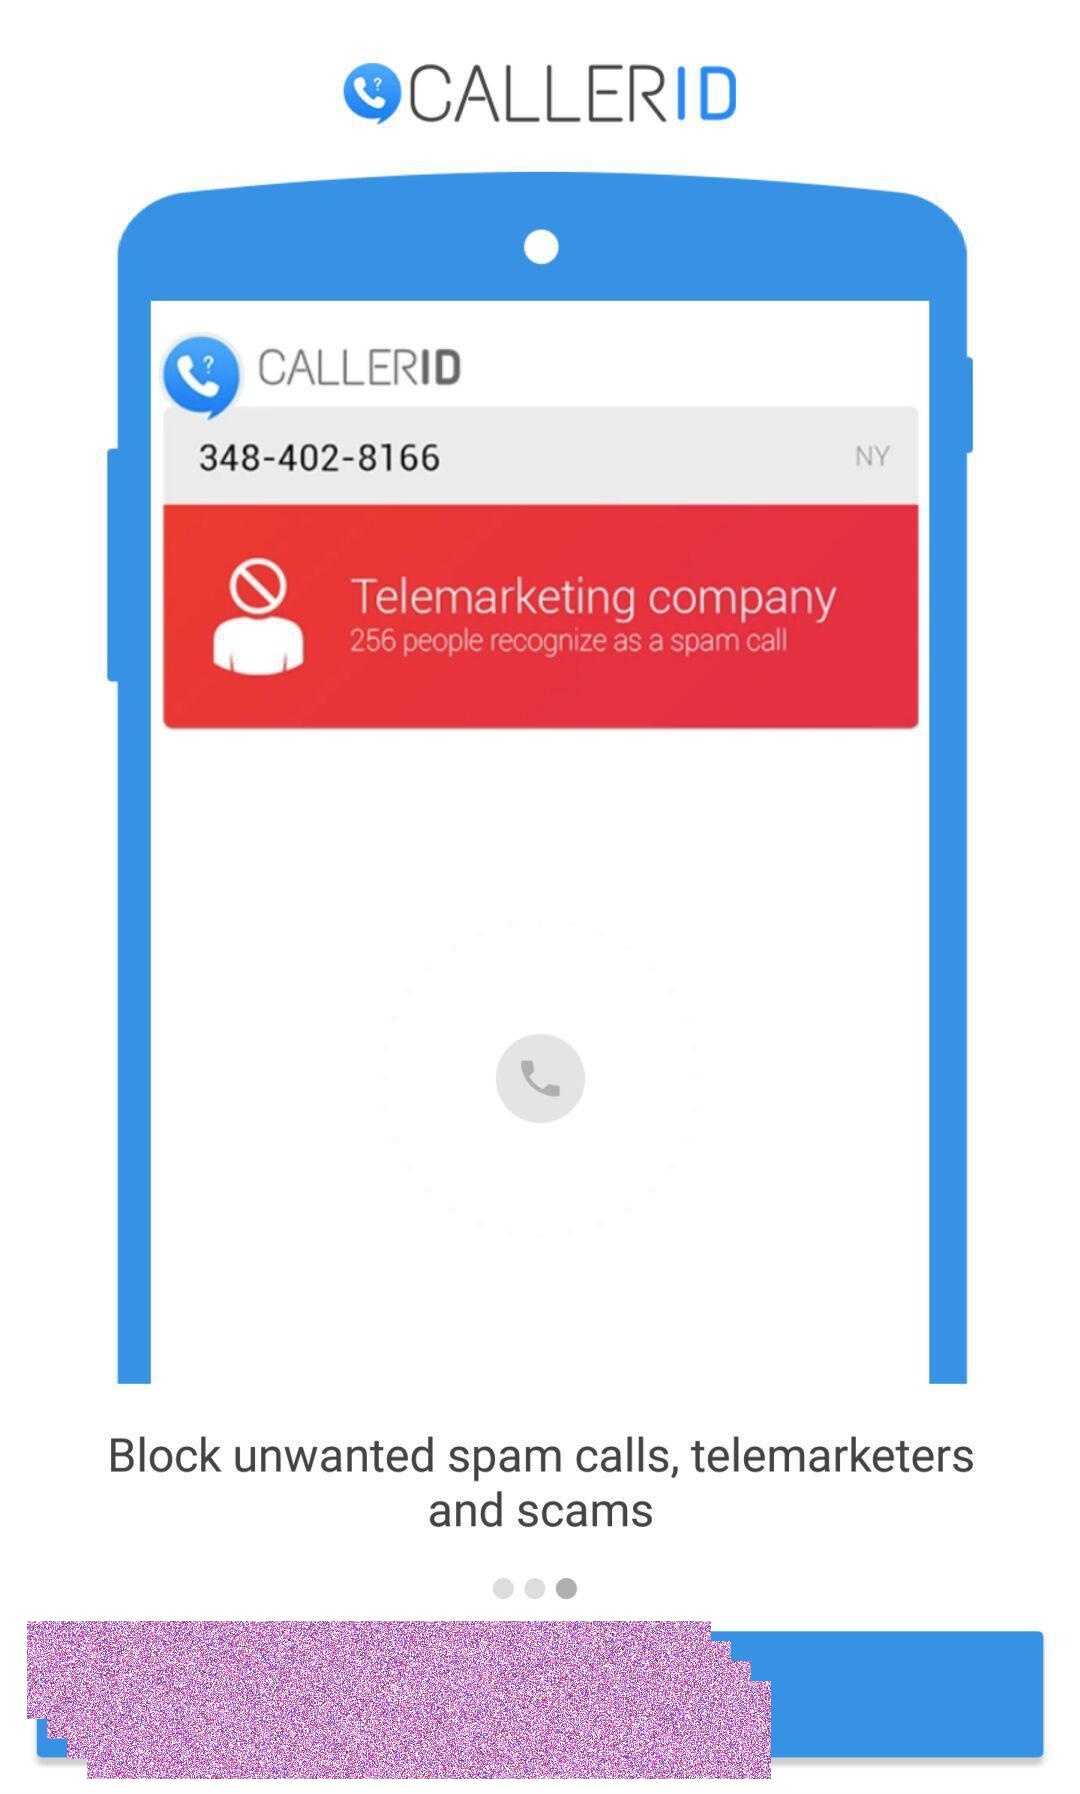 CALLERID
CALLERID
348-402-8166 NY
Telemarketing company
256 people recognize as a spam call
Block unwanted spam calls, telemarketers
and scams